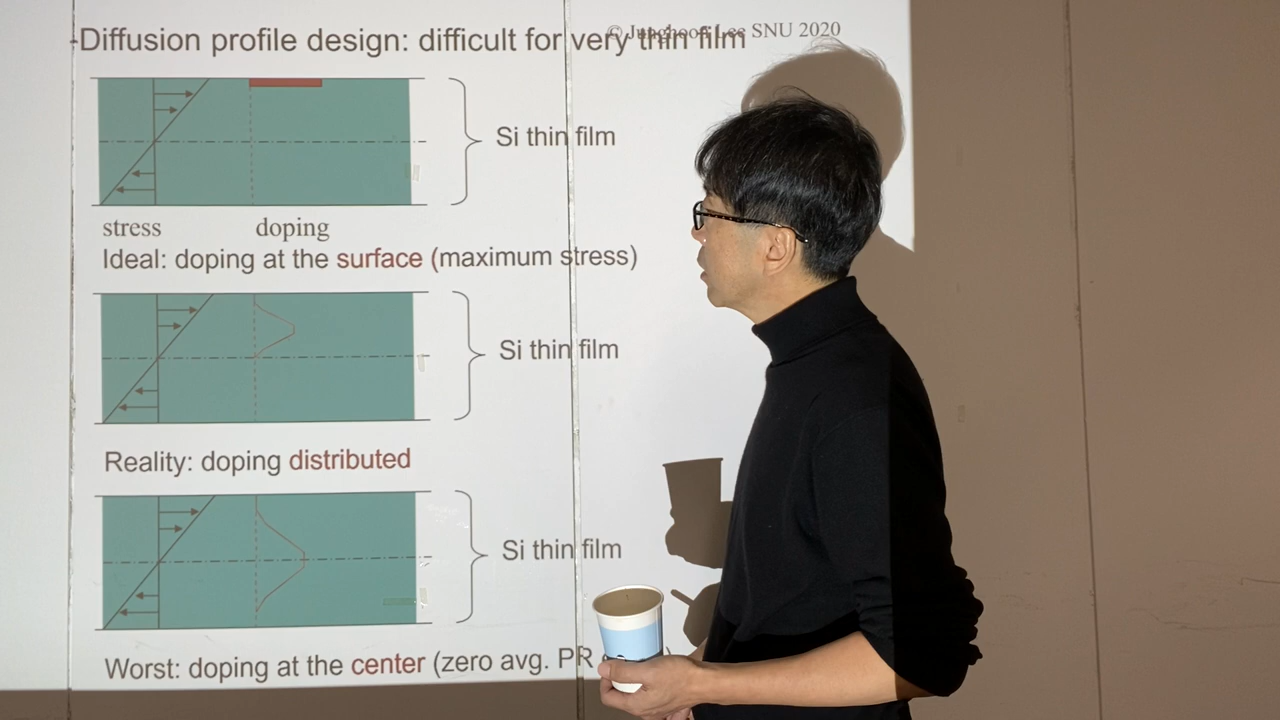 -Diffusion profile design: difficult for very thin film
© Junghoon Lee SNU 2020
Si thin film
stress doping
Ideal: doping at the surface (maximum stress)
Si thin film
Reality: doping distributed
Si thin film
Worst: doping at the center (zero avg. PR